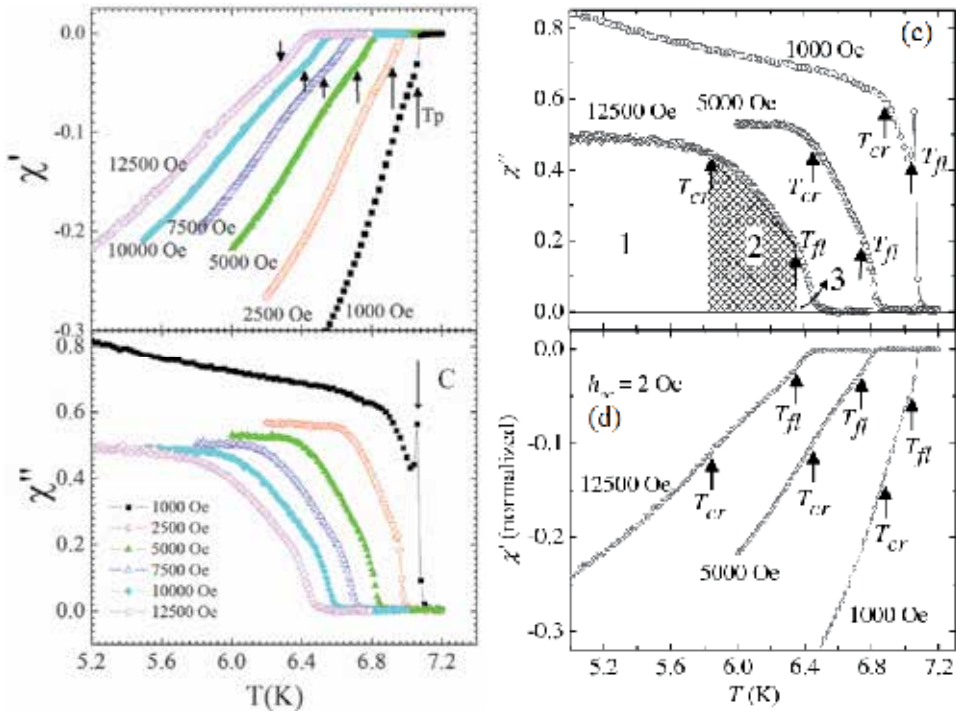 0.0
-0.1
-0.2
-0.3
χ'
Tp
12500 Oe
10000 Oe
7500 Oe
5000 Oe
2500 Oe
1000 Oe
0.8
0.6
0.4
0.2
0.0
χ''
C
1000 Oe
2500 Oe
5000 Oe
7500 Oe
10000 Oe
12500 Oe
5.2 5.6 6.0 6.4 6.8 7.2
T(K)
(c)
0.8
0.6
0.4
0.2
0.0
χ''
1000 Oe
12500 Oe
5000 Oe
Tcr
Tfl
Tcr
Tcr
Tfl
Tfl
1
2
3
(d)
0.0
-0.1
-0.2
-0.3
χ' (normalized)
= 2 Oe
12500 Oe
5000 Oe
1000 Oe
Tfl
Tfl
Tfl
Tcr
Tcr
Tcr
5.2 5.6 6.0 6.4 6.8 7.2
T (K)